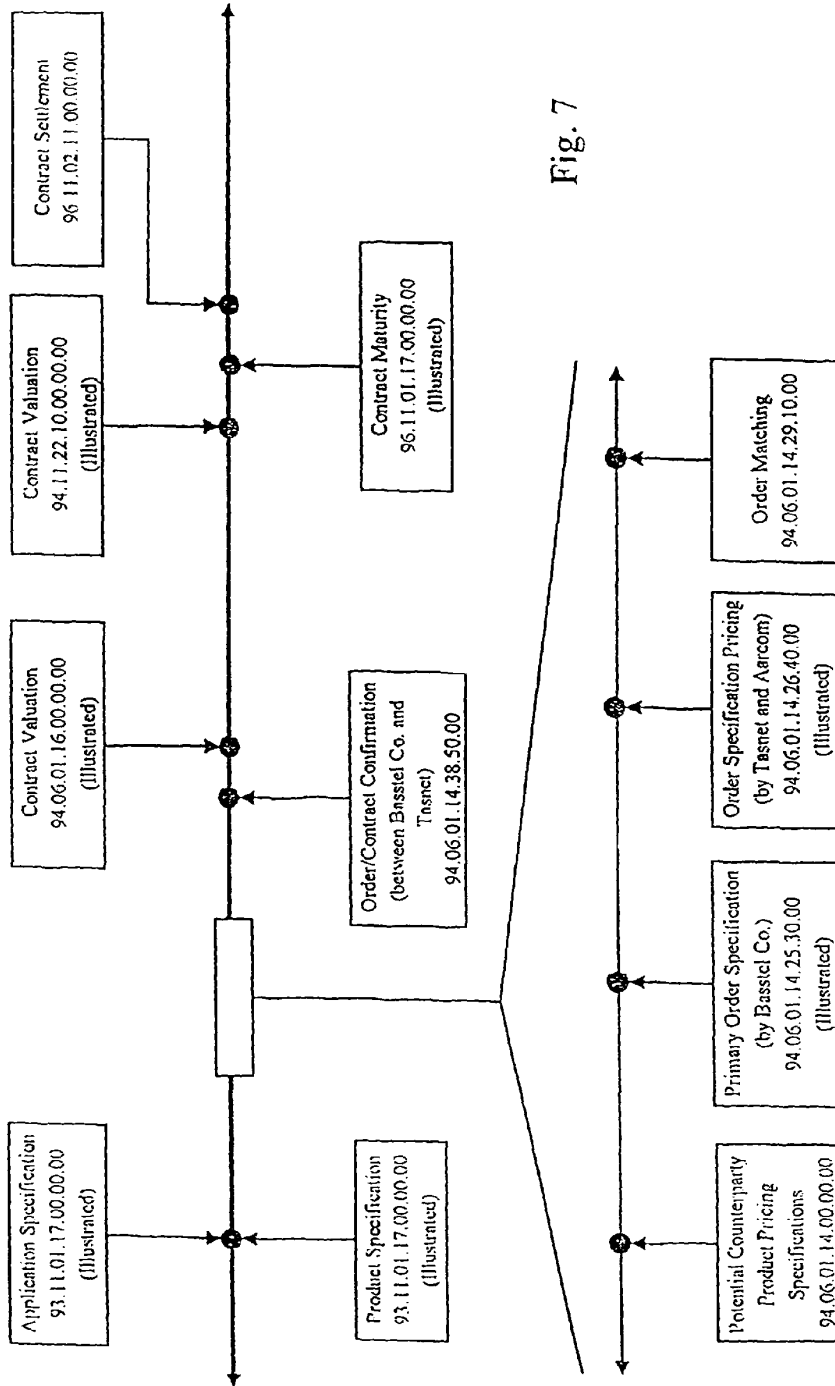 Application Specification
93.11.01.17.00.00.00
(Illustrated)
Contract Valuation
94.06.01.16.00.00.00
(Illustrated)
Contract Valuation
94.11.22.10.00.00.00
(Illustrated)
Contract Settlement
96.11.02.11.00.00.00
Product Specification
93.11.01.17.00.00.00
(Illustrated)
Order/Contract Confirmation
(between Basstel Co. and
Tasnet)
94.06.01.14.38.50.00
Contract Maturity
96.11.01.17.00.00.00
(Illustrated)
Potential Counterparty
Product Pricing
Specifications
94.06.01.14.00.00.00
Primary Order Specification
(by Basstel Co.)
94.06.01.14.25.30.00
(Illustrated)
Order Specification Pricing
(by Tasnet and Aarcom)
94.06.01.14.26.40.00
(Illustrated)
Order Matching
94.06.01.14.29.10.00
Fig. 7